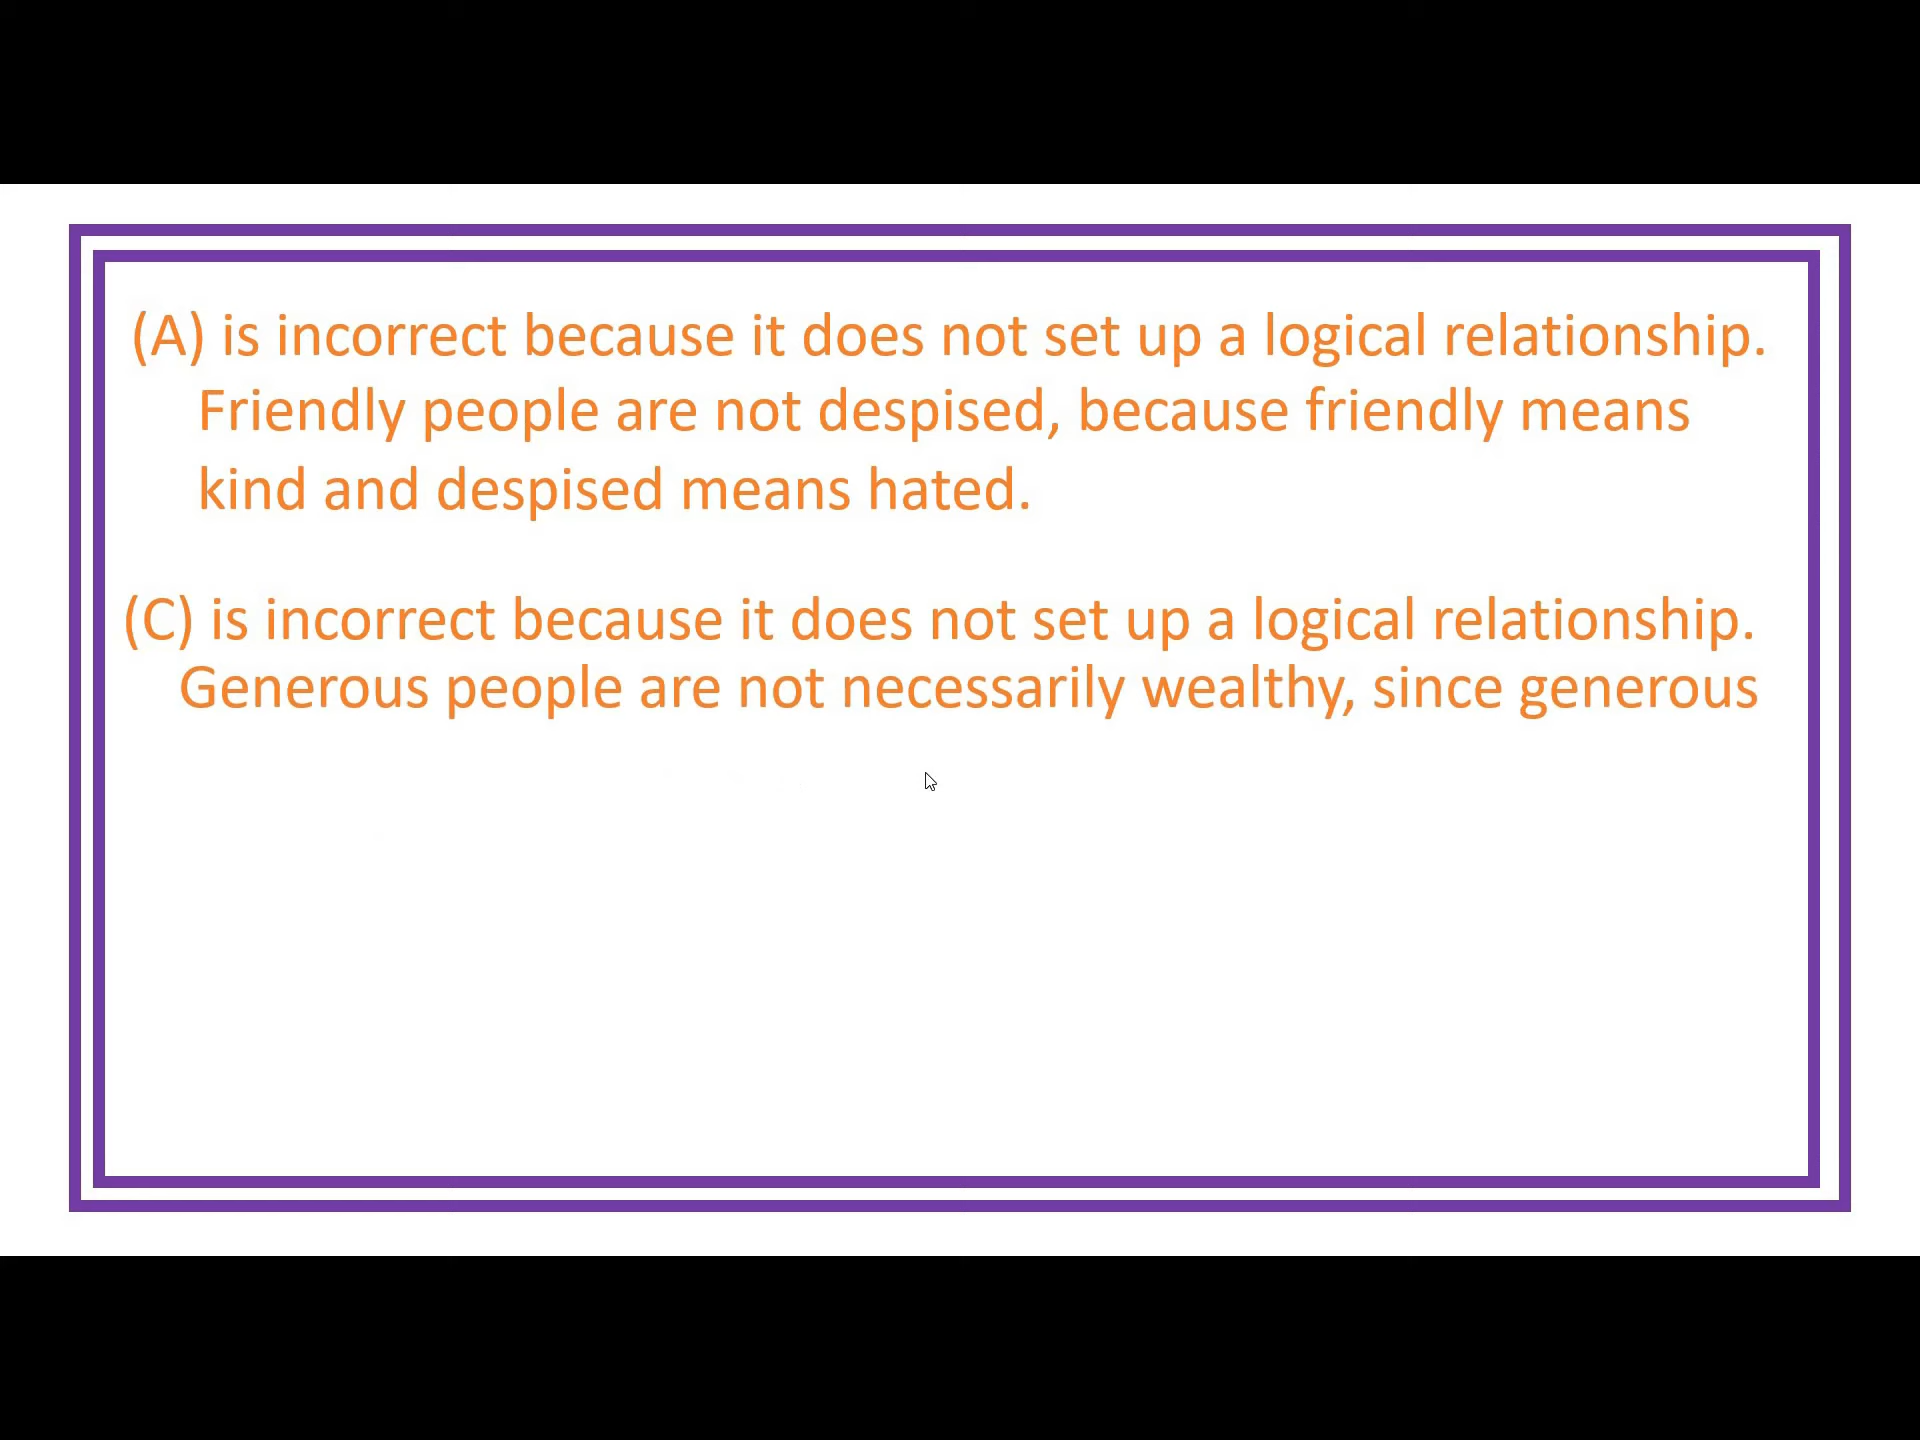 (A) is incorrect because it does not set up a logical relationship.
Friendly people are not despised, because friendly means
kind and despised means hated.
(C) is incorrect because it does not set up a logical relationship.
Generous people are not necessarily wealthy, since generous